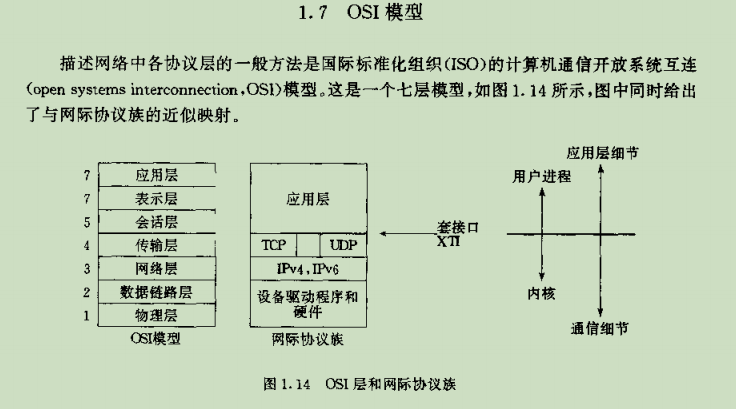 1.7 OSI 模型
描述网络中各协议层的一般方法是国际标准化组织(ISO)的计算机通信开放系统互连
(open systems interconnection,OSI)模型。这是一个七层模型,如图1.14所示,图中同时给出
了与网际协议族的近似映射。
7 应用层
7 表示层
5 会话层
4 传输层
3 网络层
2 数据链路层
1 物理层
OSI模型
应用层
TCP UDP
IPv4,IPv6
设备驱动程序和
硬件
网际协议族
套接口
XTI
应用层细节
用户进程
内核
通信细节
图1.14 OSI 层和网际协议族